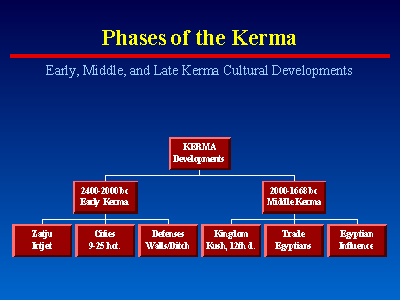 Phases of the Kerma
Early, Middle, and Late Kerma Cultural Developments
KERMA
Developments
2400-2000 bc
Early Kerma
2000-1668 bc
Middle Kerma
Zatju
Irtjet
Cities
9-25 hct.
Defenses
Walls/Ditch
Kingdom
Kush, 12th d.
Trade
Egyptians
Egyptian
Influence